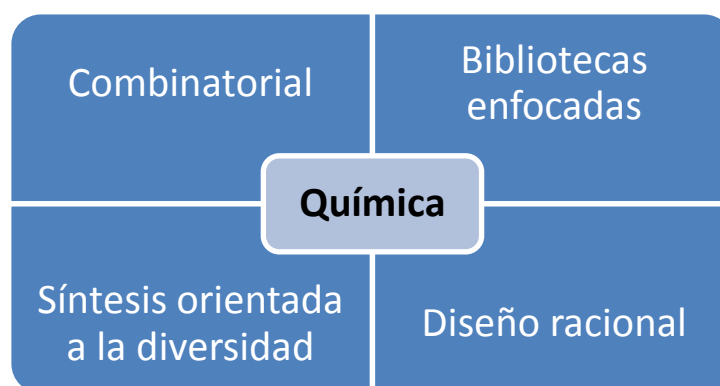 Combinatorial
Bibliotecas
enfocadas
Química
Síntesis orientada
a la diversidad
Diseño racional